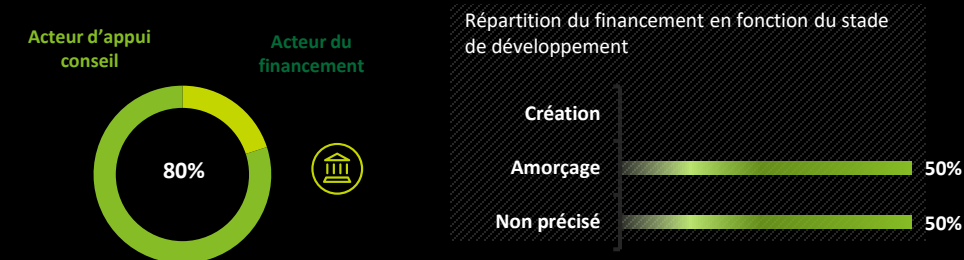 Acteur d'appui
conseil
Acteur du
financement
80%
Répartition du financement en fonction du stade
de développement
Création
Amorçage
50%
Non précisé
50%